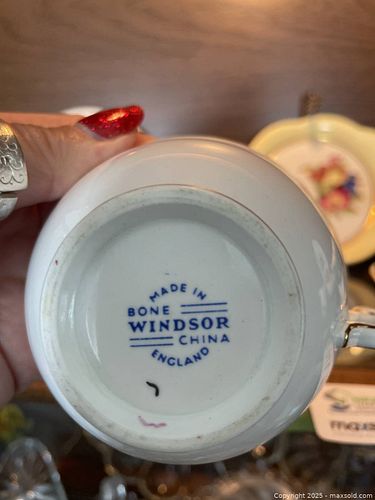 MADE IN
BONE
WINDSOR
CHINA
ENGLAND
Copyright 2025 - maxsold.com